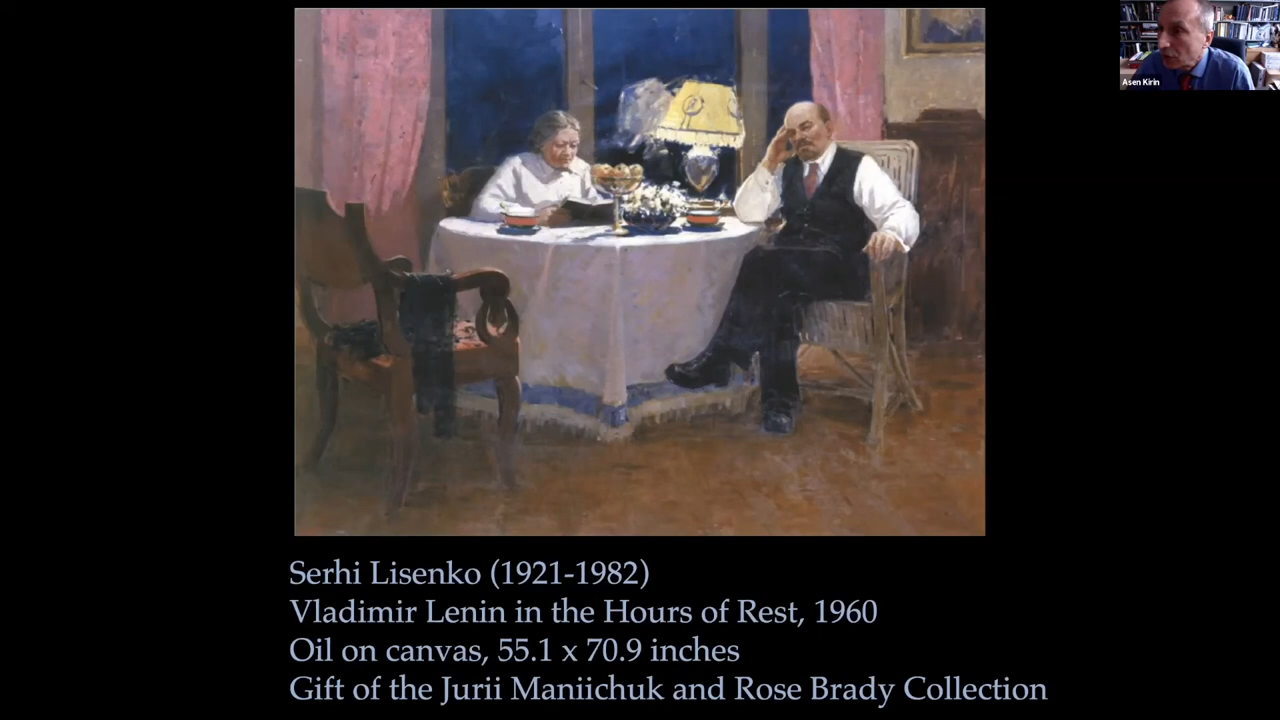 Asen Kirin
Serhi Lisenko (1921-1982)
Vladimir Lenin in the Hours of Rest, 1960
Oil on canvas, 55.1 x 70.9 inches
Gift of the Jurii Maniichuk and Rose Brady Collection